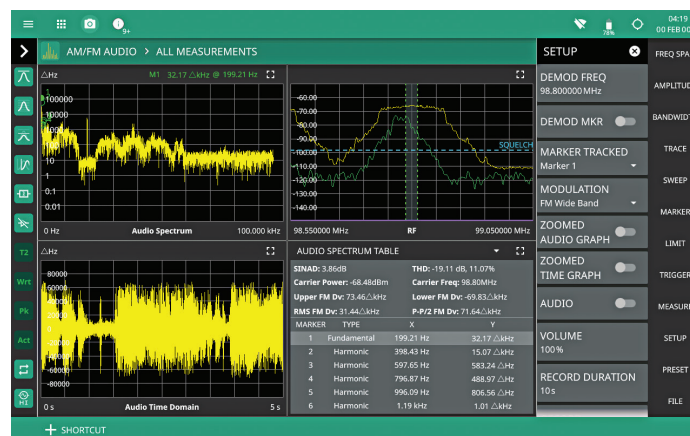 9+
78%
04:19
00 FEB 00
AM/FM AUDIO > ALL MEASUREMENTS
SETUP
FREQ SPA
△Hz
M1 32.17 △kHz @ 199.21 Hz
100000
10
1
0.1
0.01
0 Hz Audio Spectrum 100.000 kHz
-60.00
-70.00
-80.00
-90.00
SQUELCH
-100.00
-110.00
-120.00
-130.00
-140.00
98.550000 MHz RF 99.050000 MHz
DEMOD FREQ
98.800000 MHz
AMPLITUD
DEMOD MKR
BANDWIDT
MARKER TRACKED
Marker 1
TRACE
MODULATION
FM Wide Band
SWEEP
MARKER
ZOOMED
AUDIO GRAPH
LIMIT
ZOOMED
TIME GRAPH
TRIGGER
AUDIO
MEASUR
VOLUME
100%
SETUP
RECORD DURATION
10 s
PRESET
FILE
T2
Wrt
Pk
Act
HI
△Hz
80000
60000
40000
20000
0
-60000
-80000
0 s Audio Time Domain 5 s
AUDIO SPECTRUM TABLE
SINAD: 3.86dB THD: -19.11 dB, 11.07%
Carrier Power: -68.48dBm Carrier Freq: 98.80MHz
Upper FM Dv: 73.46△kHz Lower FM Dv: -69.83△kHz
RMS FM Dv: 31.44△kHz P-P/2 FM Dv: 71.64△kHz
MARKER TYPE X Y
1 Fundamental 199.21 Hz 32.17 △kHz
2 Harmonic 398.43 Hz 15.07 △kHz
3 Harmonic 597.65 Hz 583.24 △Hz
4 Harmonic 796.87 Hz 488.97 △Hz
5 Harmonic 996.09 Hz 806.56 △Hz
6 Harmonic 1.19 kHz 1.01 △kHz
+ SHORTCUT